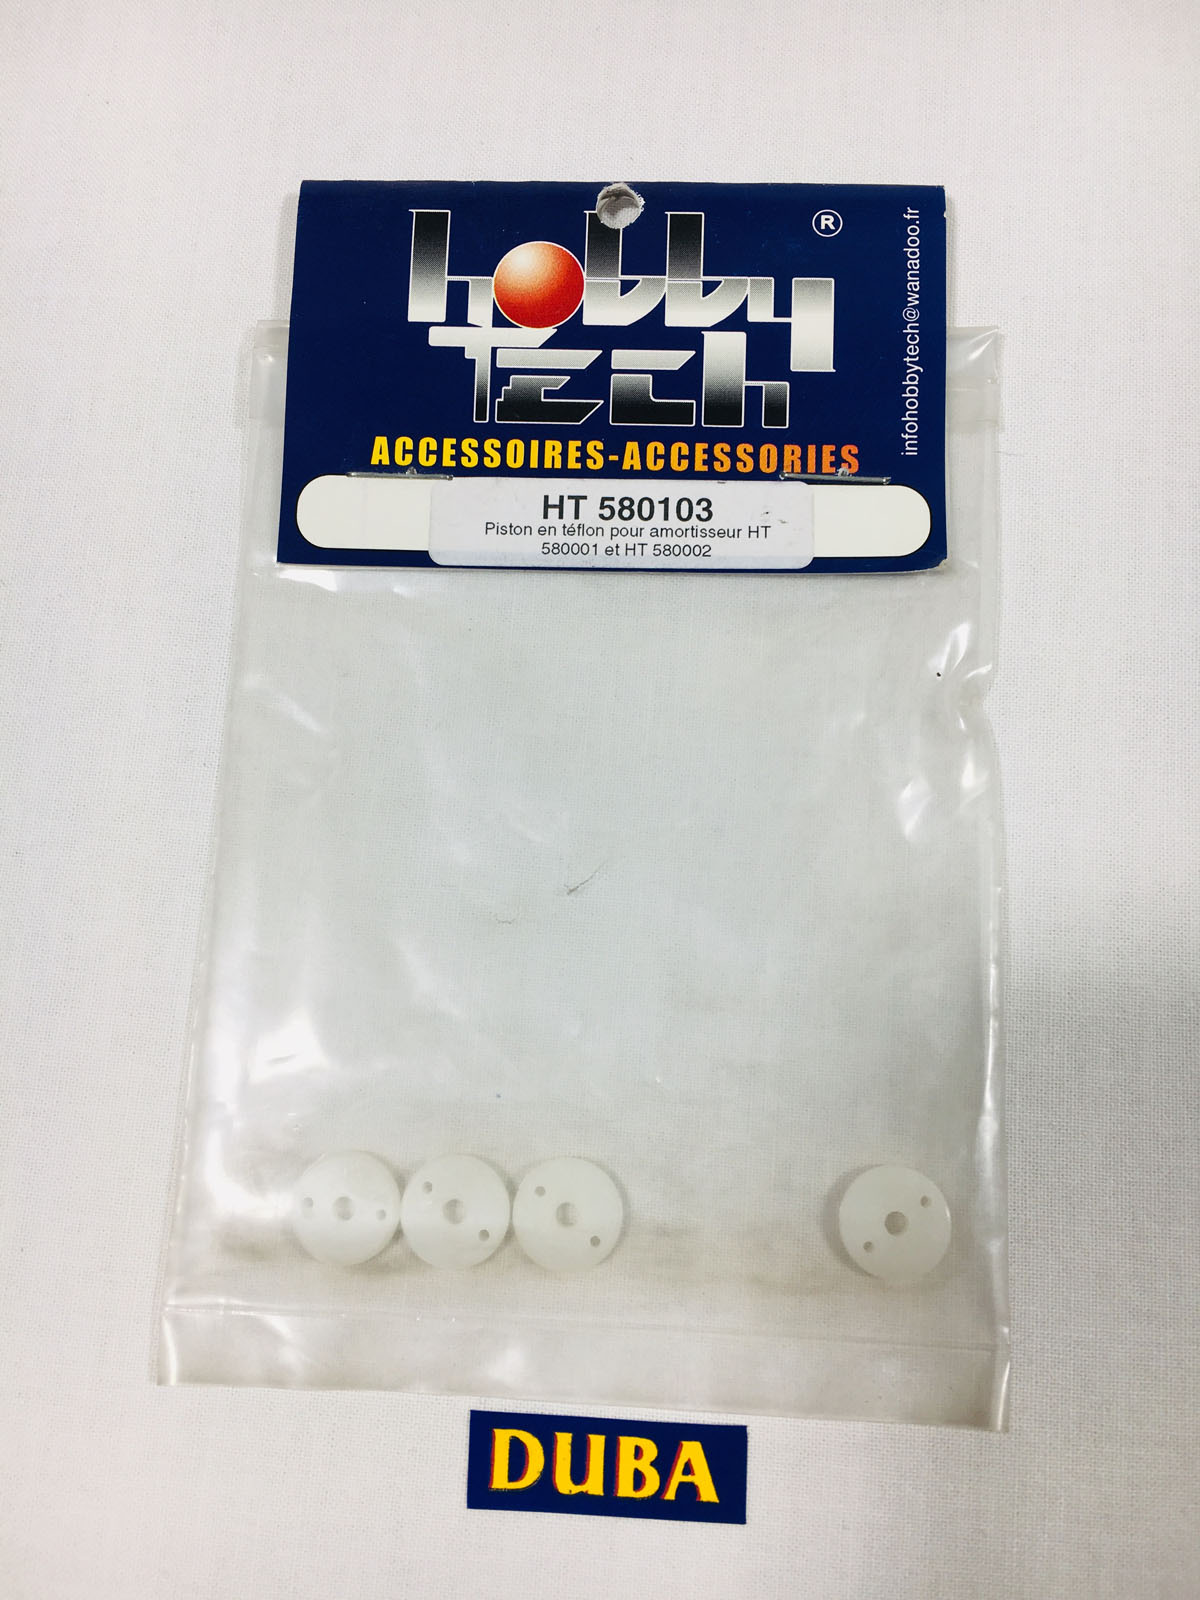 hobby
TECH
®
infohobbytech@wanadoo.fr
ACCESSOIRES-ACCESSORIES
HT 580103
Piston en téflon pour amortisseur HT
580001 et HT 580002
DUBA